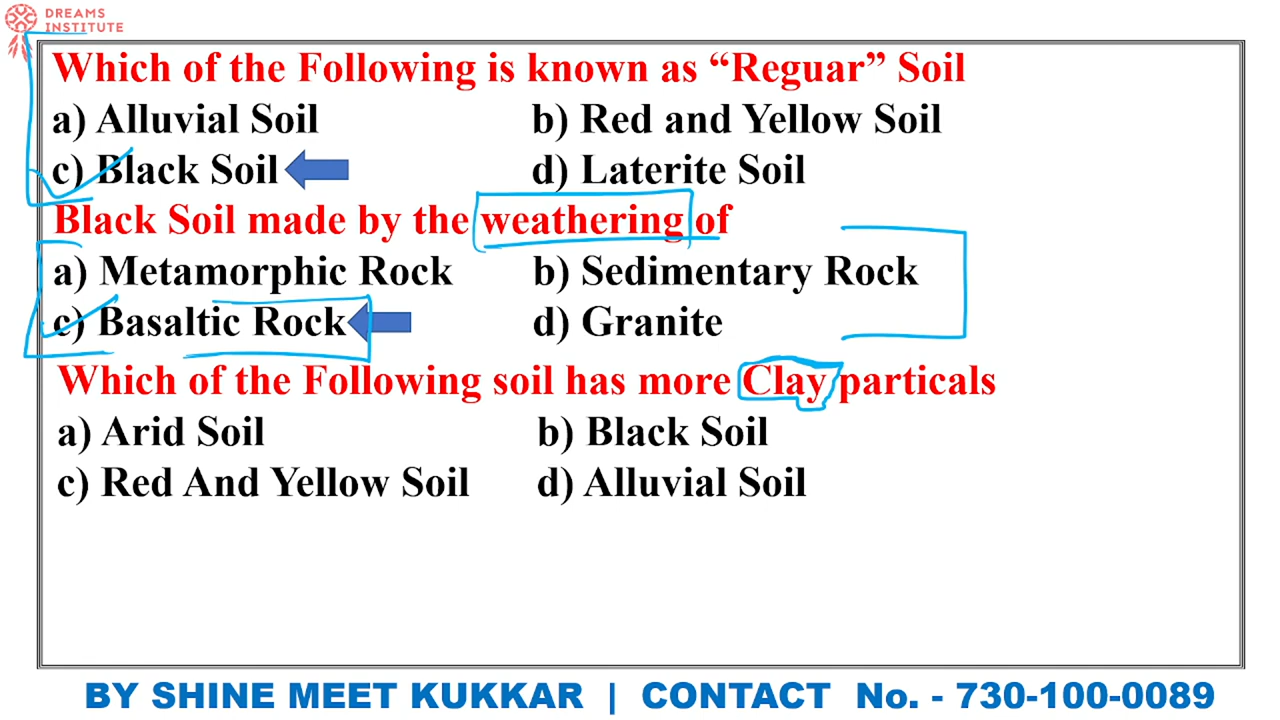 DREAMS
INSTITUTE
Which of the Following is known as “Reguar” Soil
a) Alluvial Soil b) Red and Yellow Soil
c) Black Soil d) Laterite Soil
Black Soil made by the weathering of
a) Metamorphic Rock b) Sedimentary Rock
c) Basaltic Rock d) Granite
Which of the Following soil has more Clay particals
a) Arid Soil b) Black Soil
c) Red And Yellow Soil d) Alluvial Soil
BY SHINE MEET KUKKAR | CONTACT No. - 730-100-0089